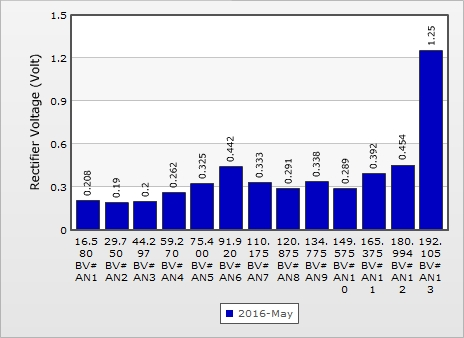 Rectifier Voltage (Volt)
1.5
1.2
0.9
0.6
0.3
0
0.208
0.19
0.2
0.262
0.325
0.442
0.333
0.291
0.338
0.289
0.392
0.454
1.25
16.5 29.7 44.2 59.2 75.4 91.9 110. 120. 134. 149. 165. 180. 192.
80 50 97 70 00 20 175 875 775 575 375 994 105
BV# BV# BV# BV# BV# BV# BV# BV# BV# BV# BV# BV# BV#
AN1 AN2 AN3 AN4 AN5 AN6 AN7 AN8 AN9 AN1 AN1 AN1 AN1
0 1 2 3
2016-May